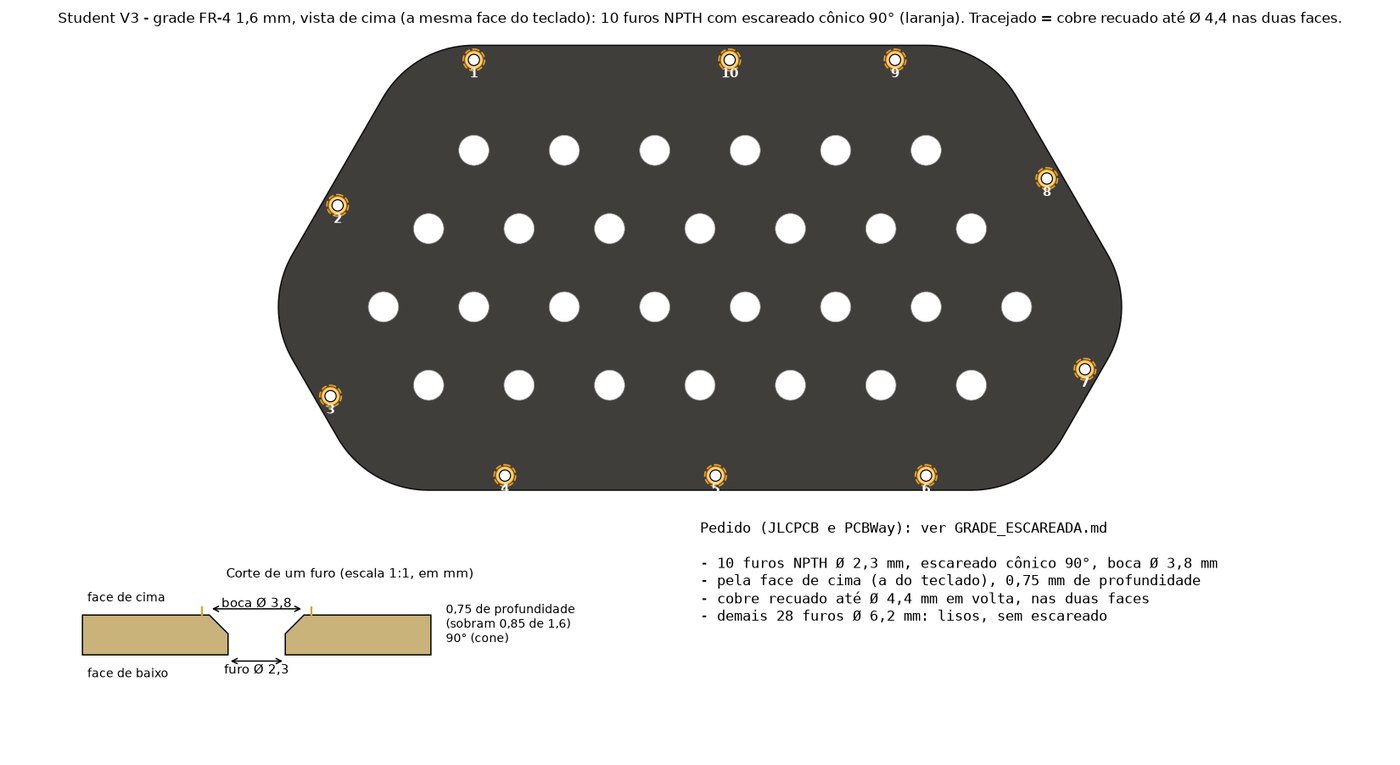 Student V3 - grade FR-4 1,6 mm, vista de cima (a mesma face do teclado): 10 furos NPTH com escareado cônico 90° (laranja). Tracejado = cobre recuado até Ø 4,4 nas duas faces.
1
10
9
8
2
7
3
4
5
6
Pedido (JLCPCB e PCBWay): ver GRADE_ESCAREADA.md
- 10 furos NPTH Ø 2,3 mm, escareado cônico 90°, boca Ø 3,8 mm
- pela face de cima (a do teclado), 0,75 mm de profundidade
- cobre recuado até Ø 4,4 mm em volta, nas duas faces
- demais 28 furos Ø 6,2 mm: lisos, sem escareado
Corte de um furo (escala 1:1, em mm)
face de cima
boca Ø 3,8
0,75 de profundidade
(sobram 0,85 de 1,6)
90° (cone)
furo Ø 2,3
face de baixo